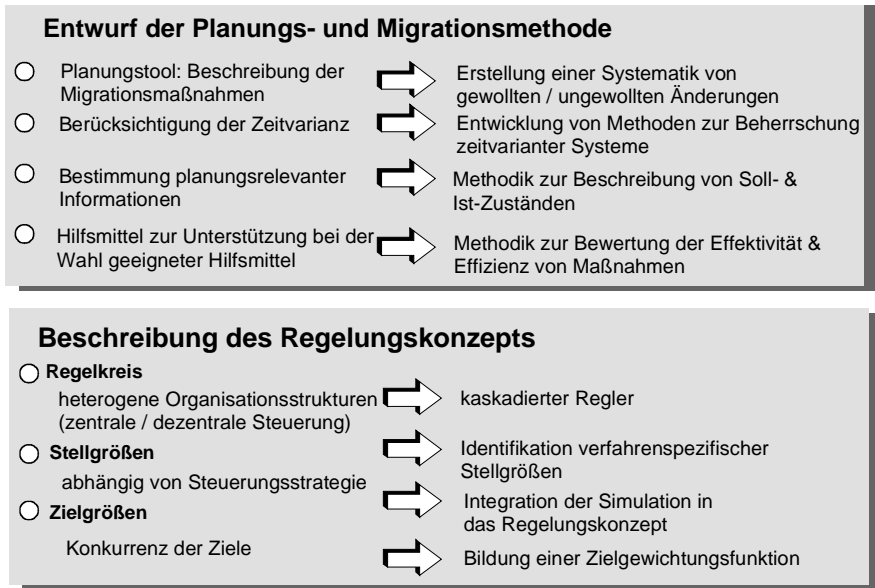 Entwurf der Planungs- und Migrationsmethode
Planungstool: Beschreibung der
Migrationsmaßnahmen
Erstellung einer Systematik von
gewollten / ungewollten Änderungen
Berücksichtigung der Zeitvarianz
Entwicklung von Methoden zur Beherrschung
zeitvarianter Systeme
Bestimmung planungsrelevanter
Informationen
Methodik zur Beschreibung von Soll- &
Ist-Zuständen
Hilfsmittel zur Unterstützung bei der
Wahl geeigneter Hilfsmittel
Methodik zur Bewertung der Effektivität &
Effizienz von Maßnahmen
Beschreibung des Regelungskonzepts
Regelkreis
heterogene Organisationsstrukturen
(zentrale / dezentrale Steuerung)
kaskadierter Regler
Stellgrößen
abhängig von Steuerungsstrategie
Identifikation verfahrenspezifischer
Stellgrößen
Integration der Simulation in
das Regelungskonzept
Zielgrößen
Konkurrenz der Ziele
Bildung einer Zielgewichtungsfunktion